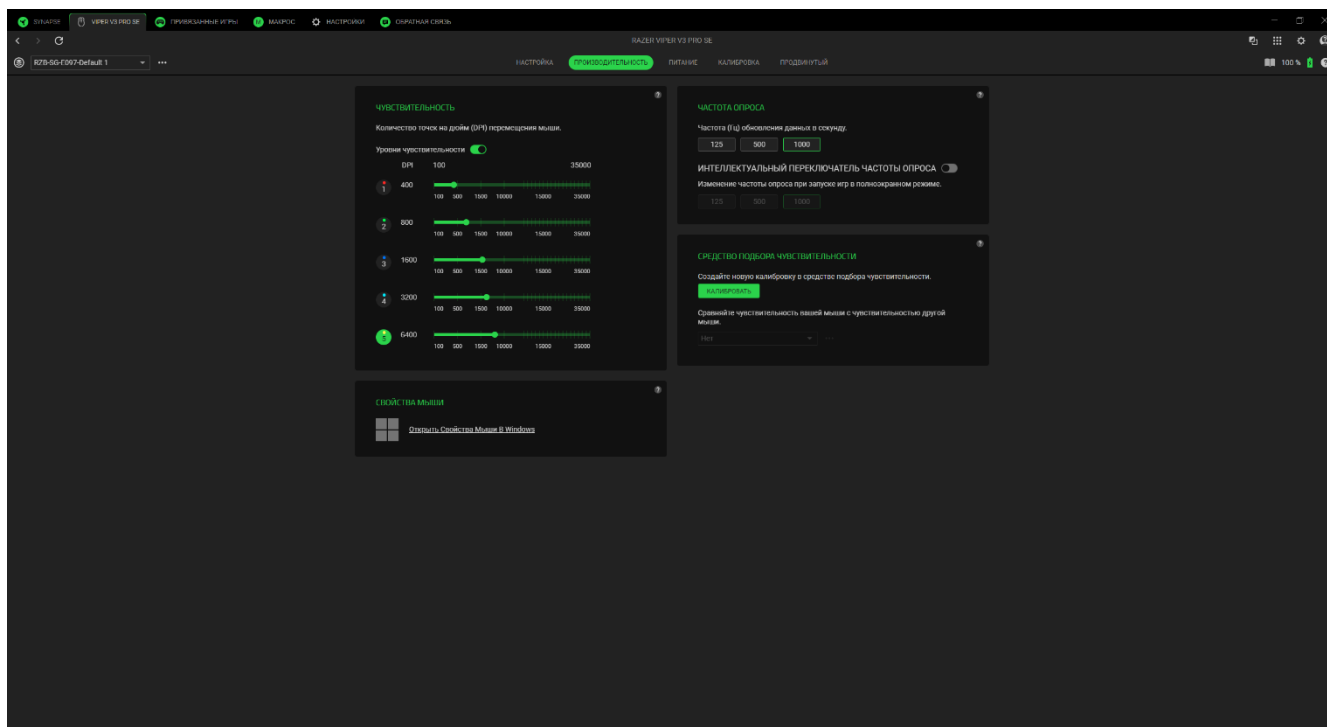 SYNAPSE VIPER V3 PRO SE ПРИВЯЗАННЫЕ ИГРЫ МАКРОС НАСТРОЙКИ ОБРАТНАЯ СВЯЗЬ
RAZER VIPER V3 PRO SE
НАСТРОЙКА ПРОИЗВОДИТЕЛЬНОСТЬ ПИТАНИЕ КАЛИБРОВКА ПРОДВИНУТЫЙ
100 %
ЧУВСТВИТЕЛЬНОСТЬ
Количество точек на дюйм (DPI) перемещения мыши.
Уровни чувствительности
DPI 100 35000
1 400
100 500 1500 10000 15000 35000
2 800
100 500 1500 10000 15000 35000
3 1600
100 500 1500 10000 15000 35000
4 3200
100 500 1500 10000 15000 35000
5 6400
100 500 1500 10000 15000 35000
СВОЙСТВА МЫШИ
Открыть Свойства Мыши В Windows
ЧАСТОТА ОПРОСА
Частота (Гц) обновления данных в секунду.
125 500 1000
ИНТЕЛЛЕКТУАЛЬНЫЙ ПЕРЕКЛЮЧАТЕЛЬ ЧАСТОТЫ ОПРОСА
Изменение частоты опроса при запуске игр в полноэкранном режиме.
125 500 1000
СРЕДСТВО ПОДБОРА ЧУВСТВИТЕЛЬНОСТИ
Создайте новую калибровку в средстве подбора чувствительности.
КАЛИБРОВАТЬ
Сравняйте чувствительность вашей мыши с чувствительностью другой
мыши.
Нет